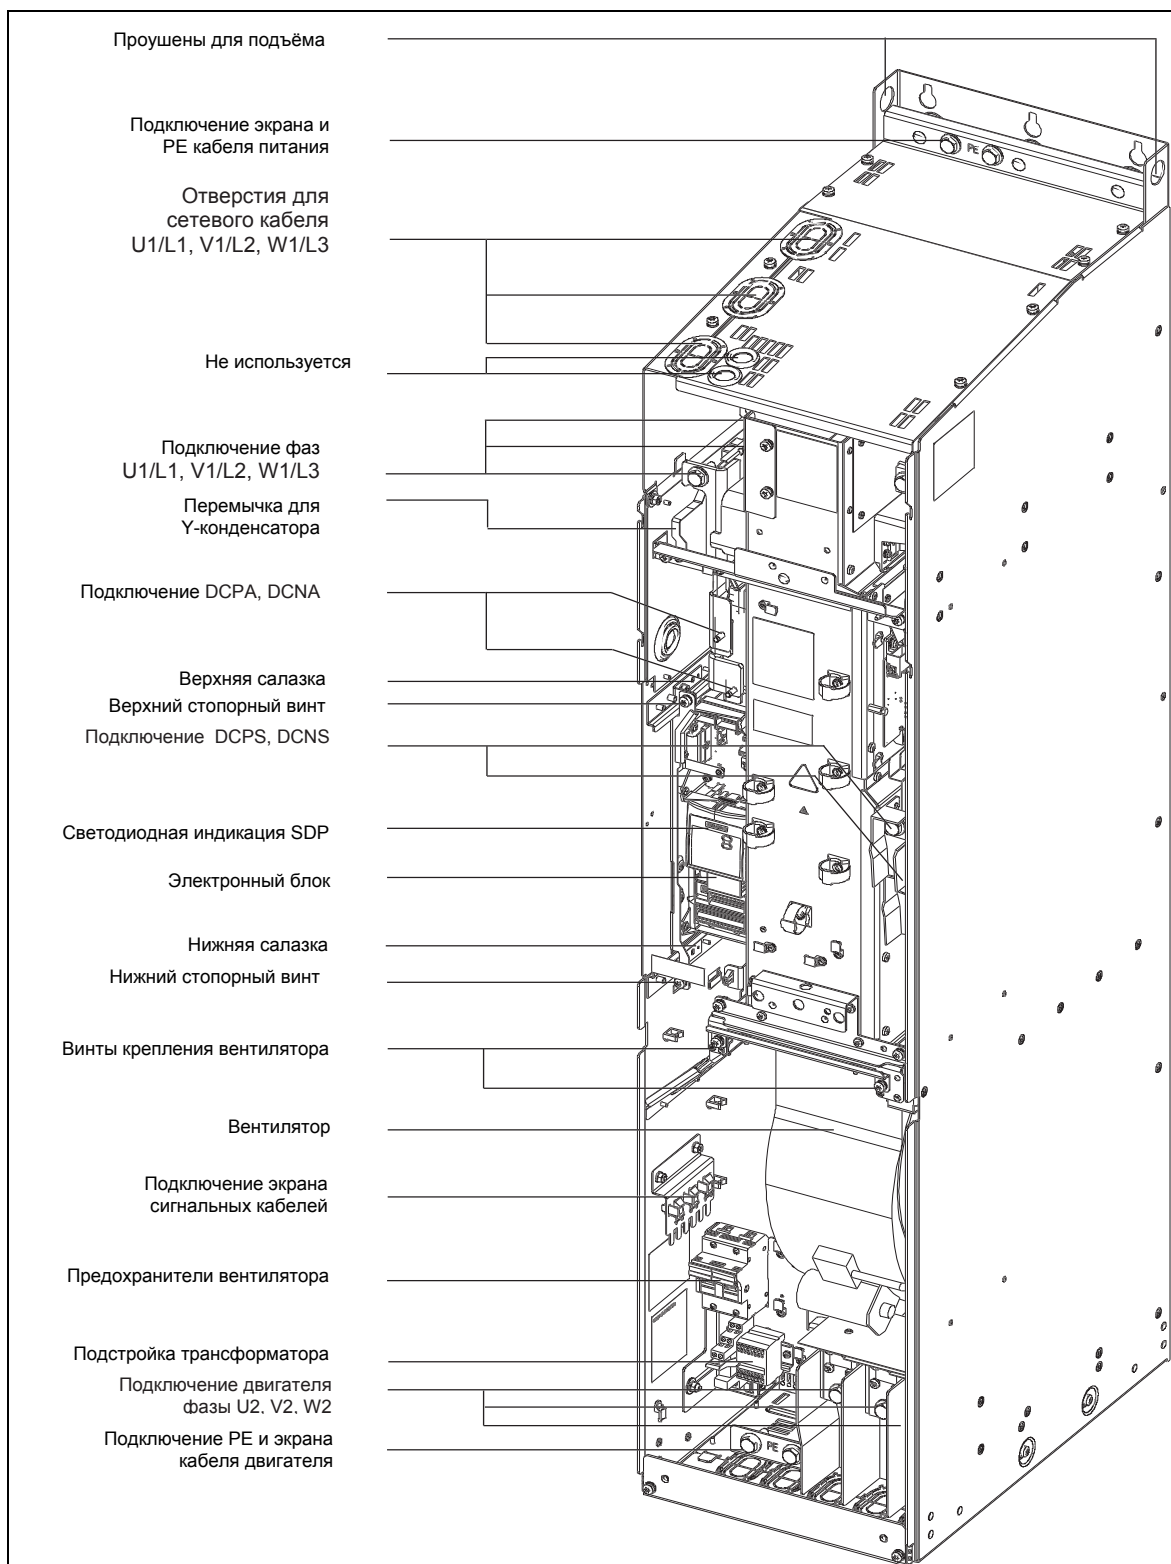 Проушены для подъёма
Подключение экрана и
PE кабеля питания
Отверстия для
сетевого кабеля
U1/L1, V1/L2, W1/L3
Не используется
Подключение фаз
U1/L1, V1/L2, W1/L3
Перемычка для
Y-конденсатора
Подключение DCPA, DCNA
Верхняя салазка
Верхний стопорный винт
Подключение DCPS, DCNS
Светодиодная индикация SDP
Электронный блок
Нижняя салазка
Нижний стопорный винт
Винты крепления вентилятора
Вентилятор
Подключение экрана
сигнальных кабелей
Предохранители вентилятора
Подстройка трансформатора
Подключение двигателя
фазы U2, V2, W2
Подключение PE и экрана
кабеля двигателя
PE
PE